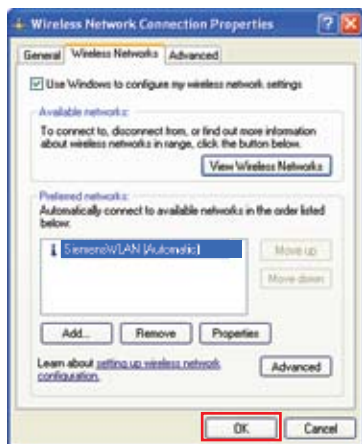 Wireless Network Connection Properties
General Wireless Networks Advanced
Use Windows to configure my wireless network settings
Available networks:
To connect to, disconnect from, or find out more information
about wireless networks in range, click the button below.
View Wireless Networks
Preferred networks:
Automatically connect to available networks in the order listed
below:
SiemensWLAN (Automatic)
Move up
Move down
Add... Remove Properties
Learn about setting up wireless network
configuration.
Advanced
OK Cancel